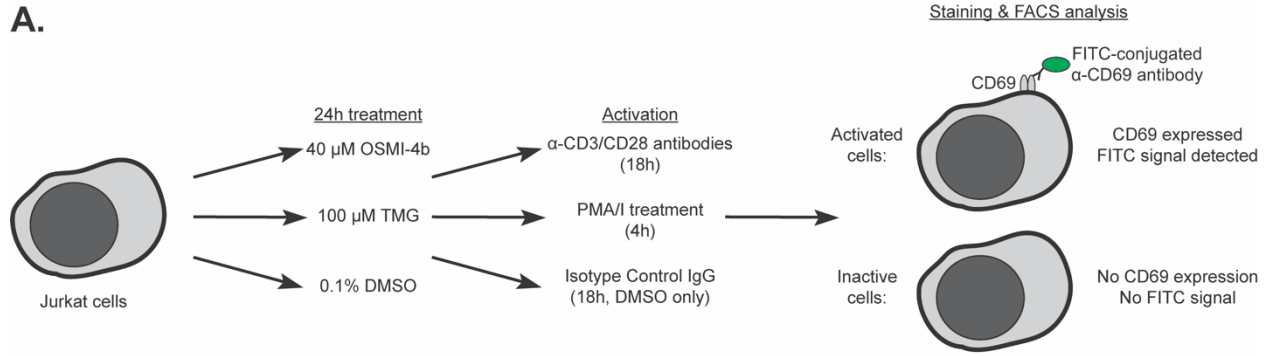 A.
Staining & FACS analysis
FITC-conjugated
α-CD69 antibody
CD69
24h treatment
Activation
40 µM OSMI-4b
α-CD3/CD28 antibodies
(18h)
Activated
cells:
CD69 expressed
FITC signal detected
100 µM TMG
PMA/I treatment
(4h)
Jurkat cells
0.1% DMSO
Isotype Control IgG
(18h, DMSO only)
Inactive
cells:
No CD69 expression
No FITC signal